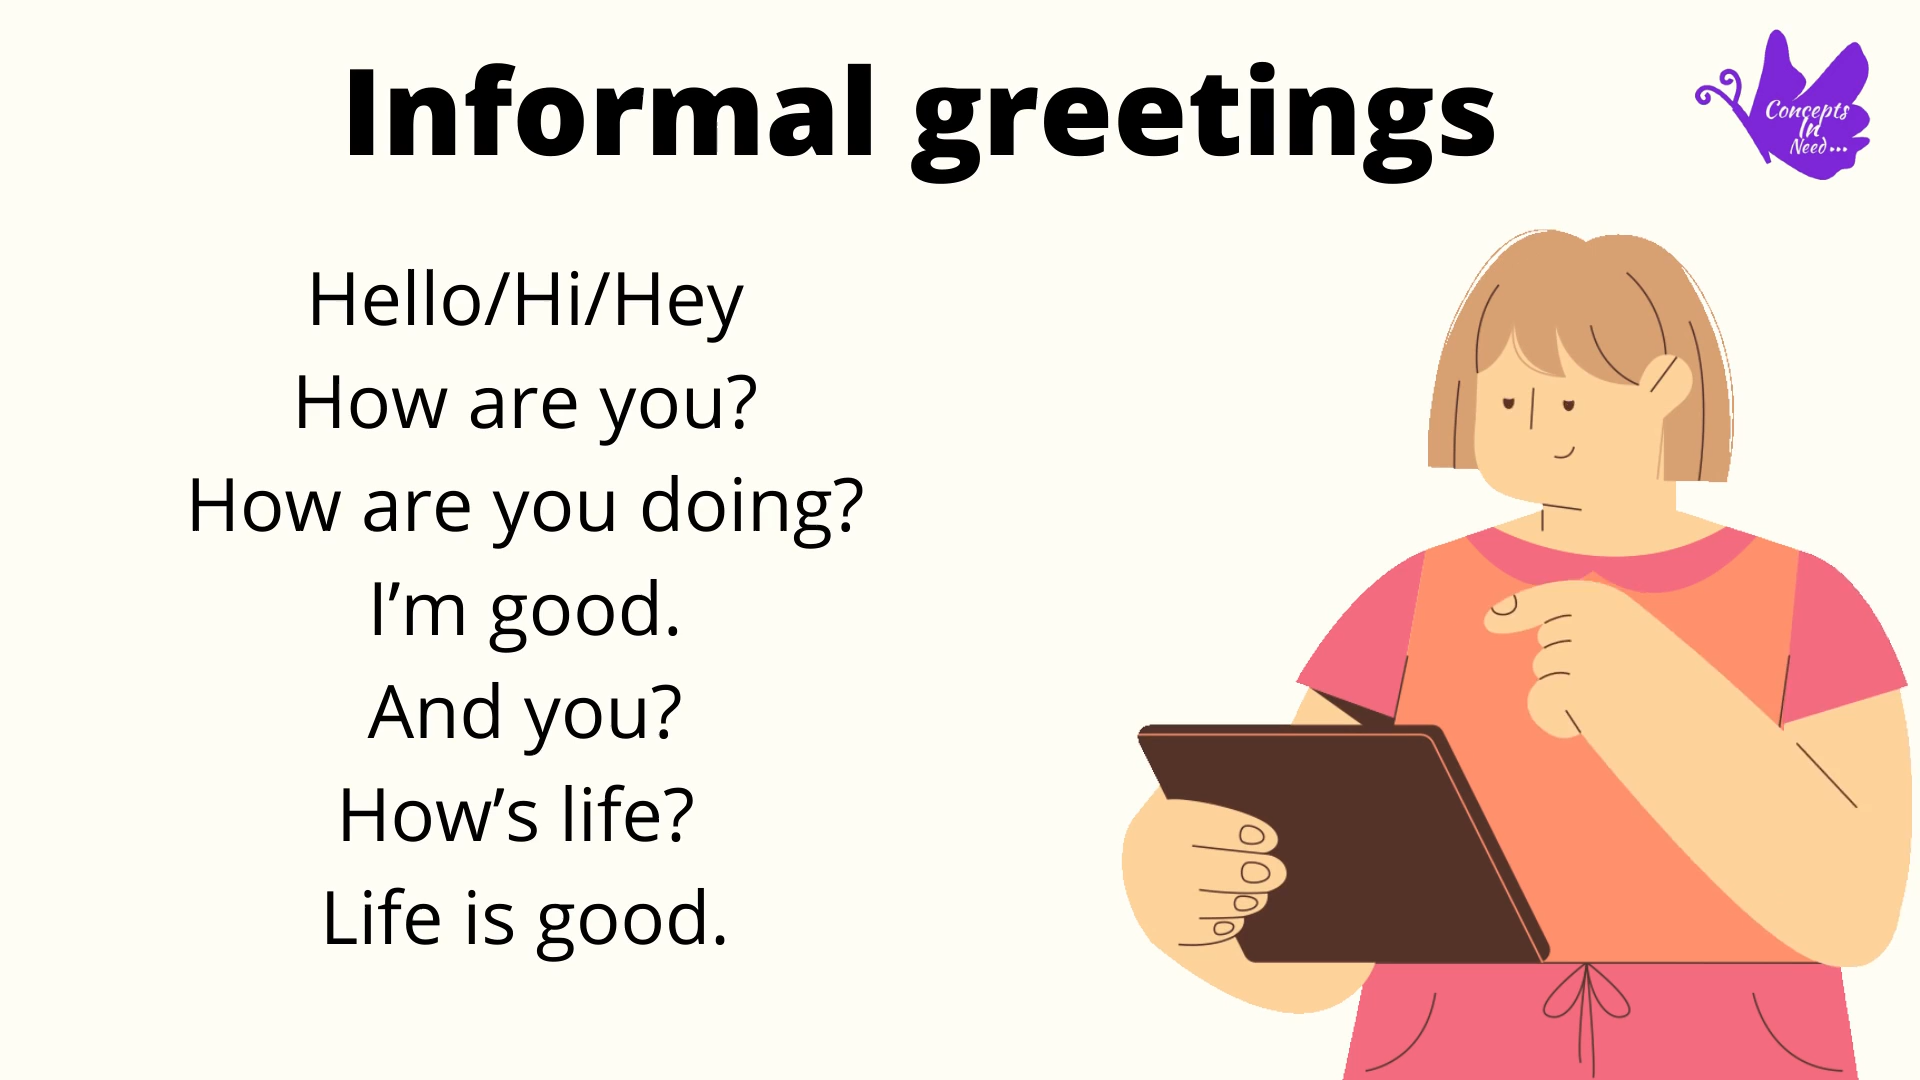 Informal greetings
Concepts
In
Need...
Hello/Hi/Hey
How are you?
How are you doing?
I’m good.
And you?
How’s life?
Life is good.